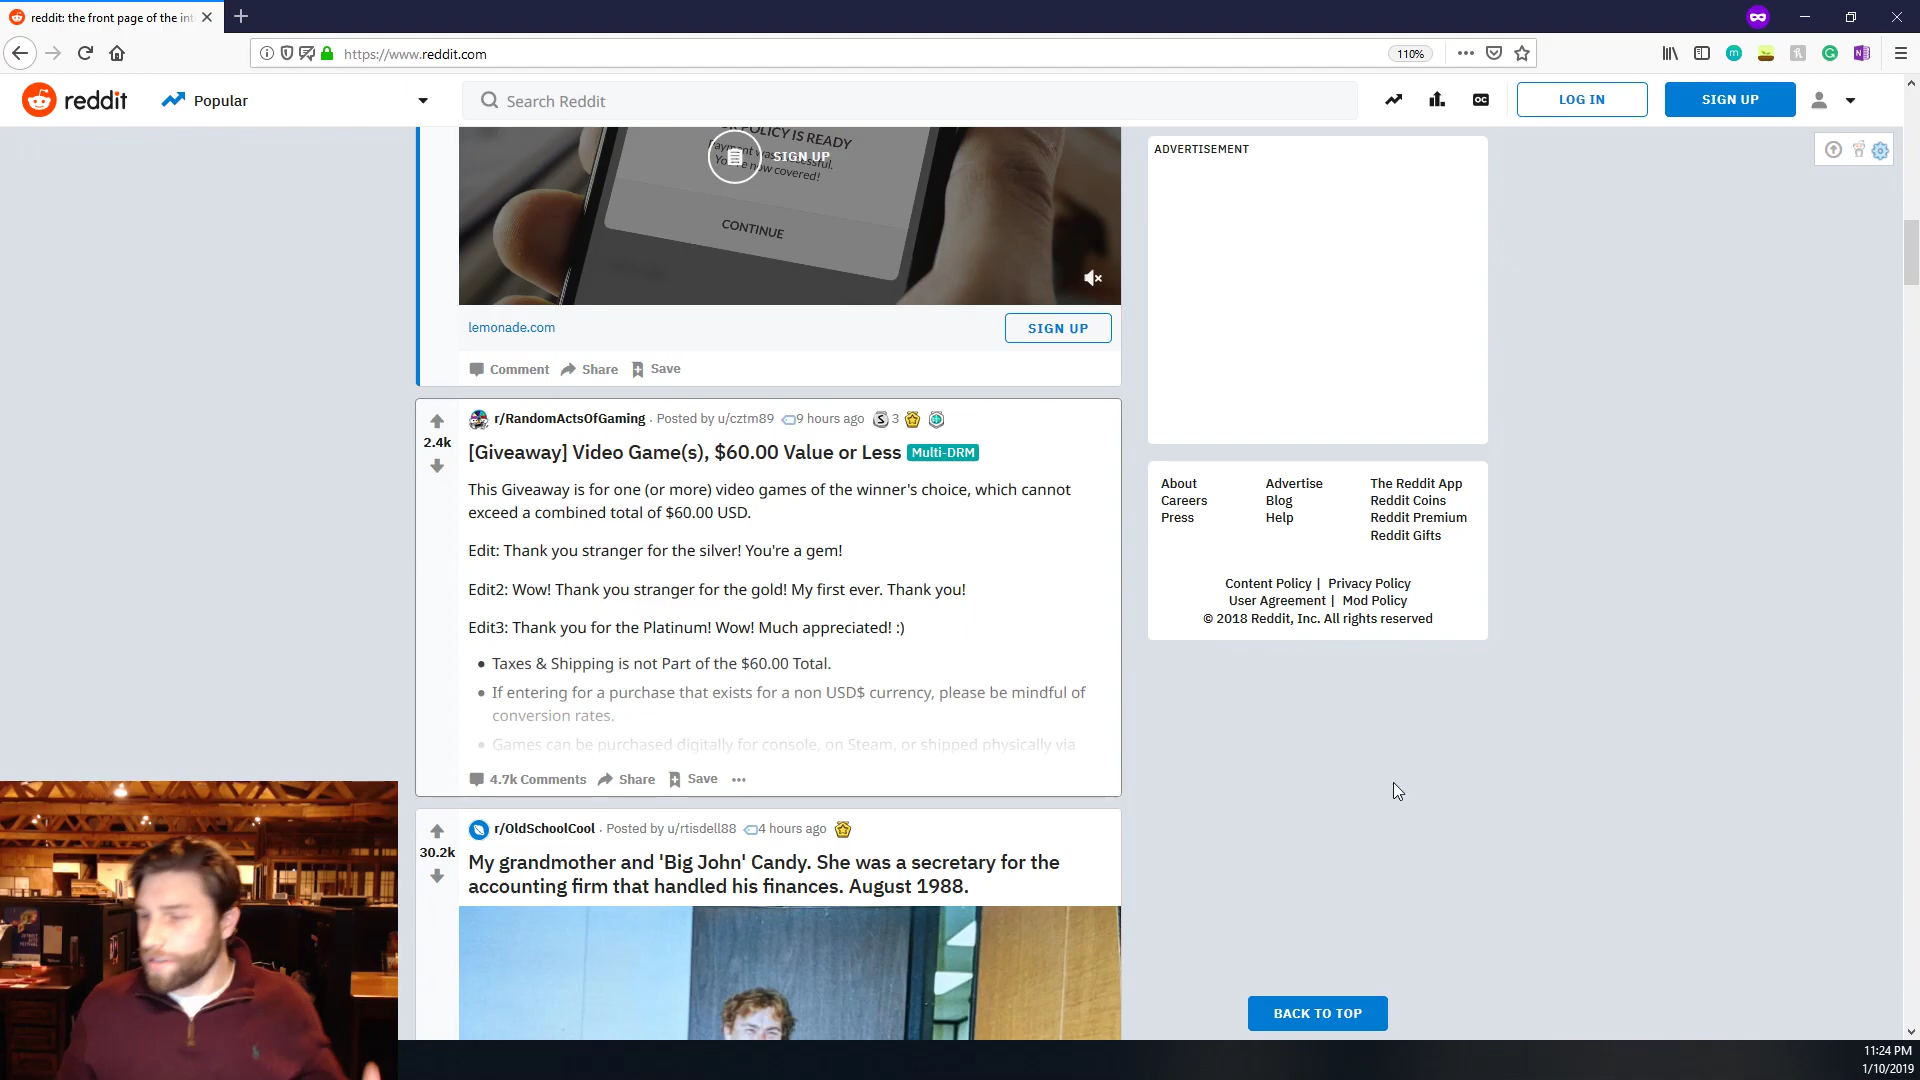 reddit: the front page of the int
https://www.reddit.com
110%
reddit
Popular
Search Reddit
LOG IN
SIGN UP
POLICY IS READY
Payment was successful.
You're now covered!
SIGN UP
CONTINUE
lemonade.com
SIGN UP
Comment
Share
Save
r/RandomActsOfGaming · Posted by u/cztm89 9 hours ago S 3
2.4k
[Giveaway] Video Game(s), $60.00 Value or Less Multi-DRM
This Giveaway is for one (or more) video games of the winner's choice, which cannot
exceed a combined total of $60.00 USD.
Edit: Thank you stranger for the silver! You're a gem!
Edit2: Wow! Thank you stranger for the gold! My first ever. Thank you!
Edit3: Thank you for the Platinum! Wow! Much appreciated! :)
• Taxes & Shipping is not Part of the $60.00 Total.
• If entering for a purchase that exists for a non USD$ currency, please be mindful of
conversion rates.
• Games can be purchased digitally for console, on Steam, or shipped physically via
4.7k Comments
Share
Save
r/OldSchoolCool · Posted by u/rtisdell88 4 hours ago
30.2k
My grandmother and 'Big John' Candy. She was a secretary for the
accounting firm that handled his finances. August 1988.
ADVERTISEMENT
About
Careers
Press
Advertise
Blog
Help
The Reddit App
Reddit Coins
Reddit Premium
Reddit Gifts
Content Policy | Privacy Policy
User Agreement | Mod Policy
© 2018 Reddit, Inc. All rights reserved
BACK TO TOP
11:24 PM
1/10/2019